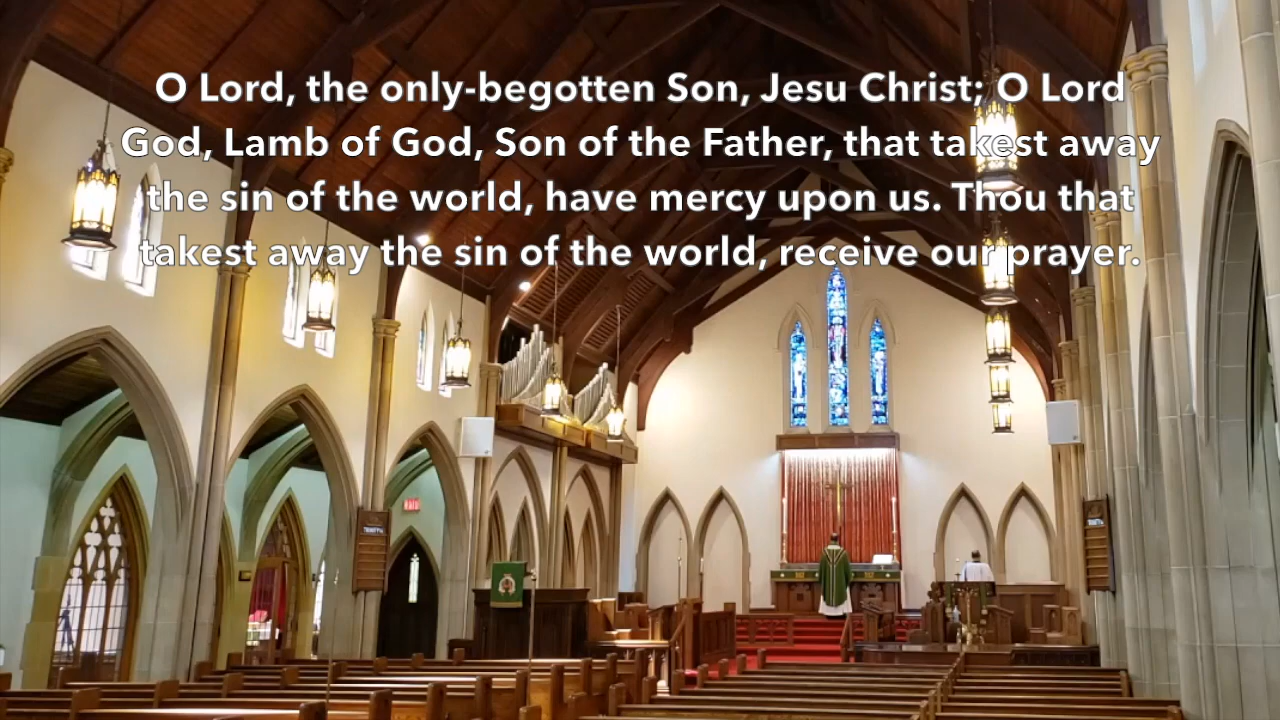 O Lord, the only-begotten Son, Jesu Christ; O Lord
God, Lamb of God, Son of the Father, that takest away
the sin of the world, have mercy upon us. Thou that
takest away the sin of the world, receive our prayer.